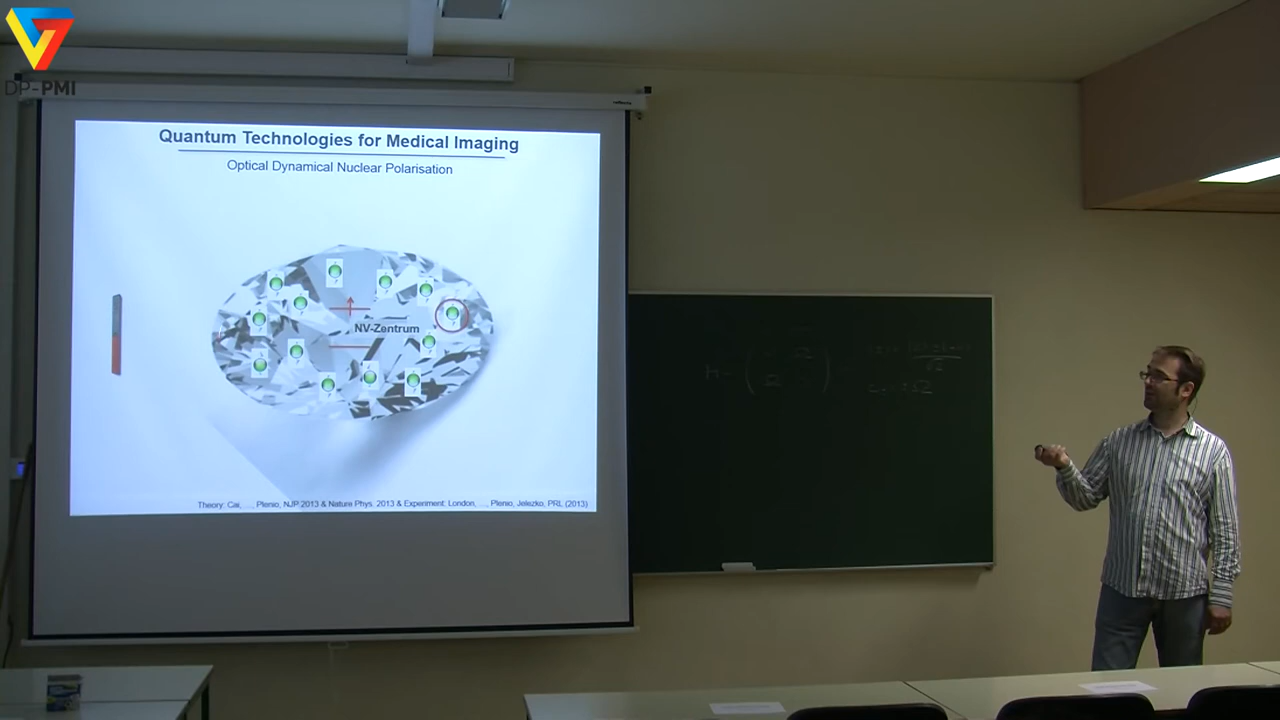 DP-PMI
Quantum Technologies for Medical Imaging
Optical Dynamical Nuclear Polarisation
NV-Zentrum
Theory: Cai, ..., Plenio, NJP 2013 & Nature Phys. 2013 & Experiment: London, ..., Plenio, Jelezko, PRL (2013)